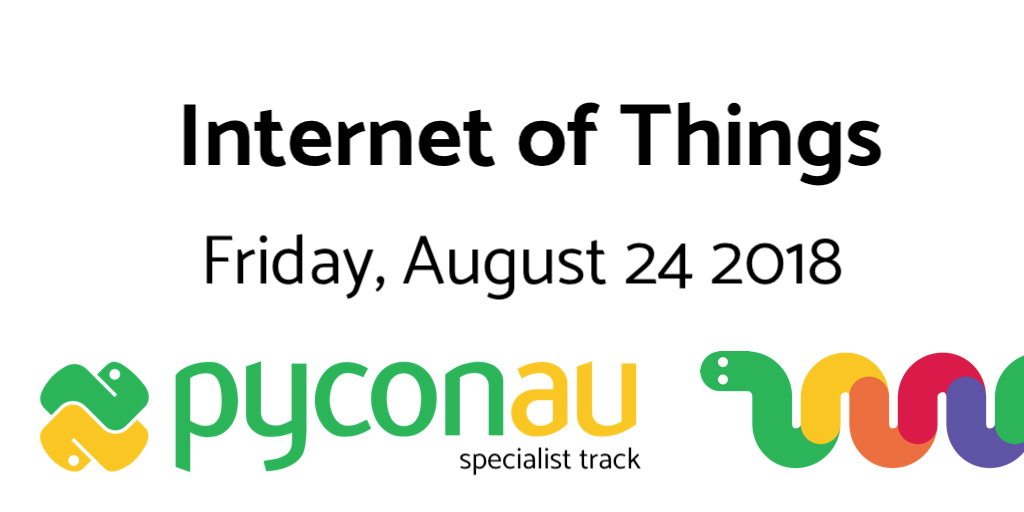 Internet of Things
Friday, August 24 2018
pyconau
specialist track